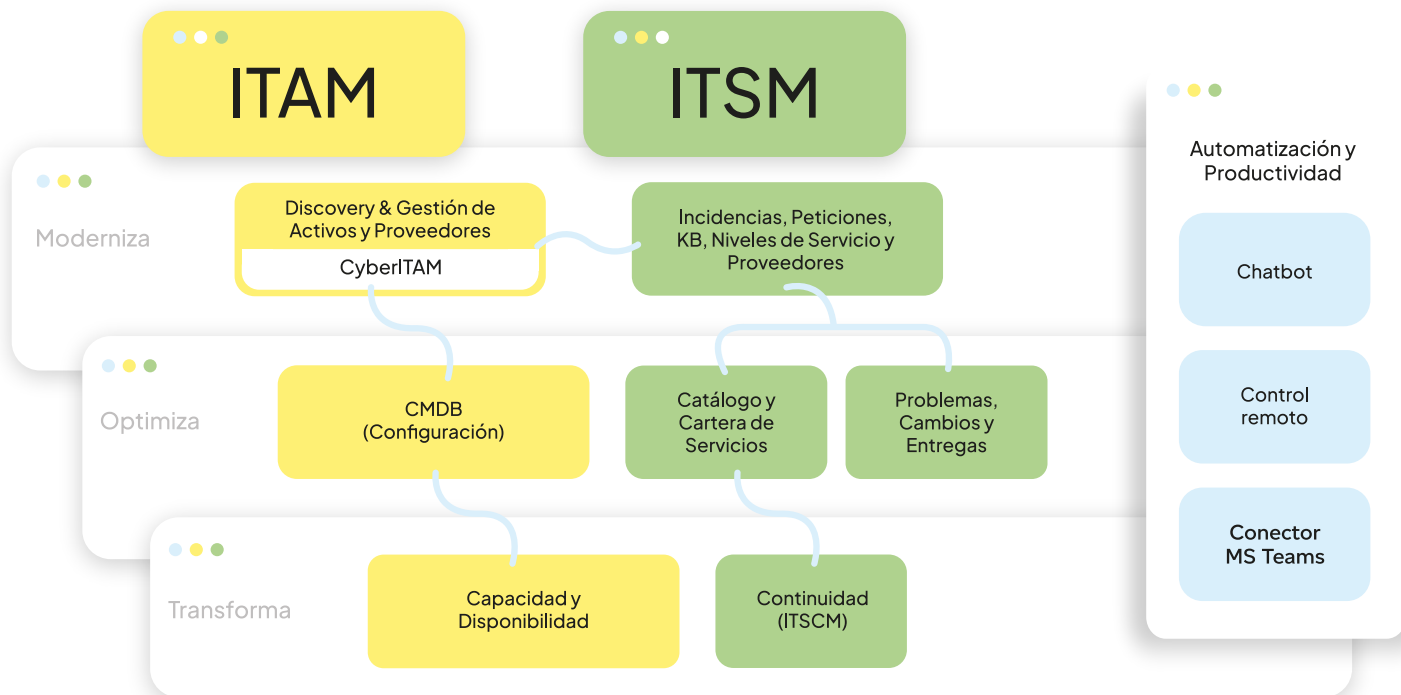 ITAM
ITSM
Moderniza
Discovery & Gestión de
Activos y Proveedores
CyberITAM
Incidencias, Peticiones,
KB, Niveles de Servicio y
Proveedores
Optimiza
CMDB
(Configuración)
Catálogo y
Cartera de
Servicios
Problemas,
Cambios y
Entregas
Transforma
Capacidad y
Disponibilidad
Continuidad
(ITSCM)
Automatización y
Productividad
Chatbot
Control
remoto
Conector
MS Teams